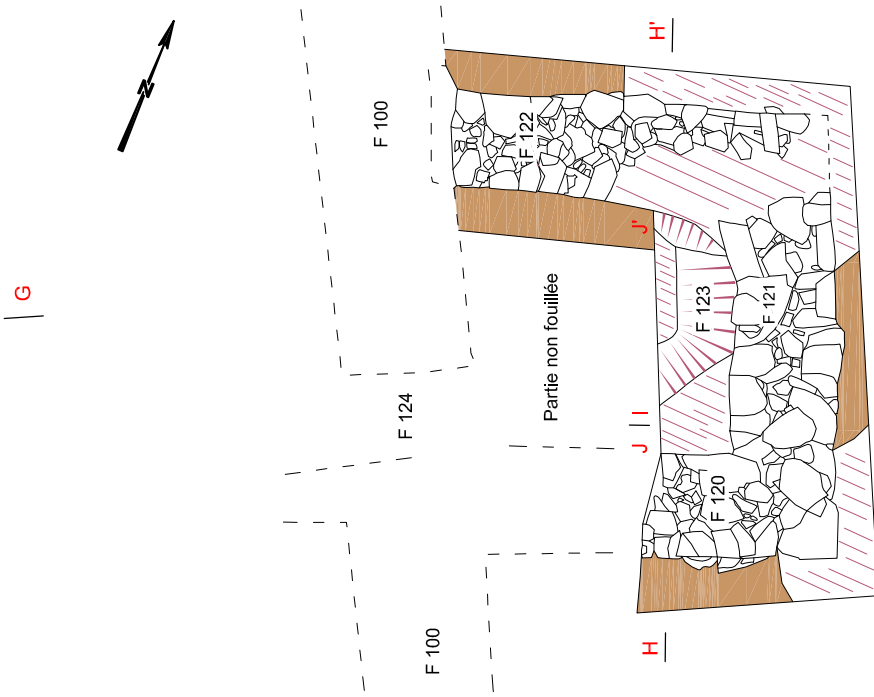 N
H'
F 100
F 122
J'
G
F 123
F 121
Partie non fouillée
F 124
I
J
F 120
F 100
H